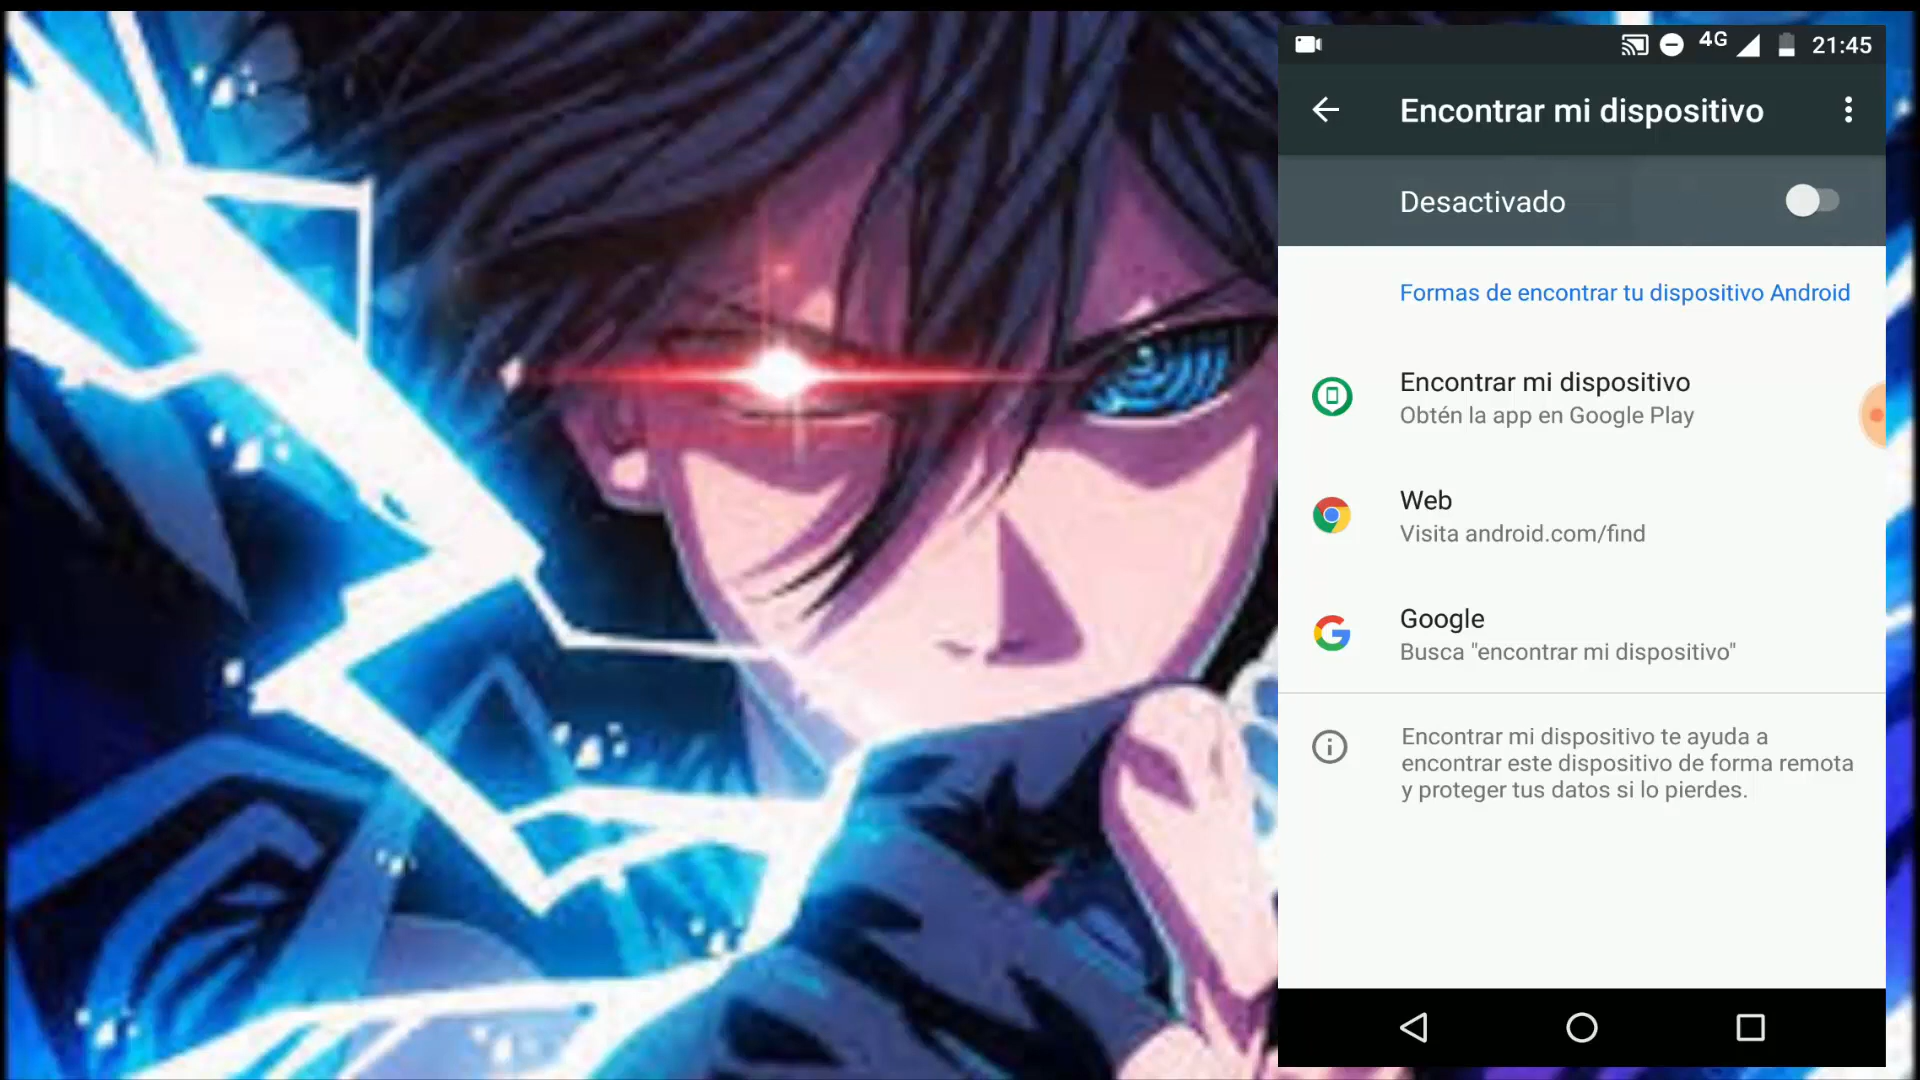 4G 21:45
Encontrar mi dispositivo
Desactivado
Formas de encontrar tu dispositivo Android
Encontrar mi dispositivo
Obtén la app en Google Play
Web
Visita android.com/find
Google
Busca "encontrar mi dispositivo"
Encontrar mi dispositivo te ayuda a
encontrar este dispositivo de forma remota
y proteger tus datos si lo pierdes.